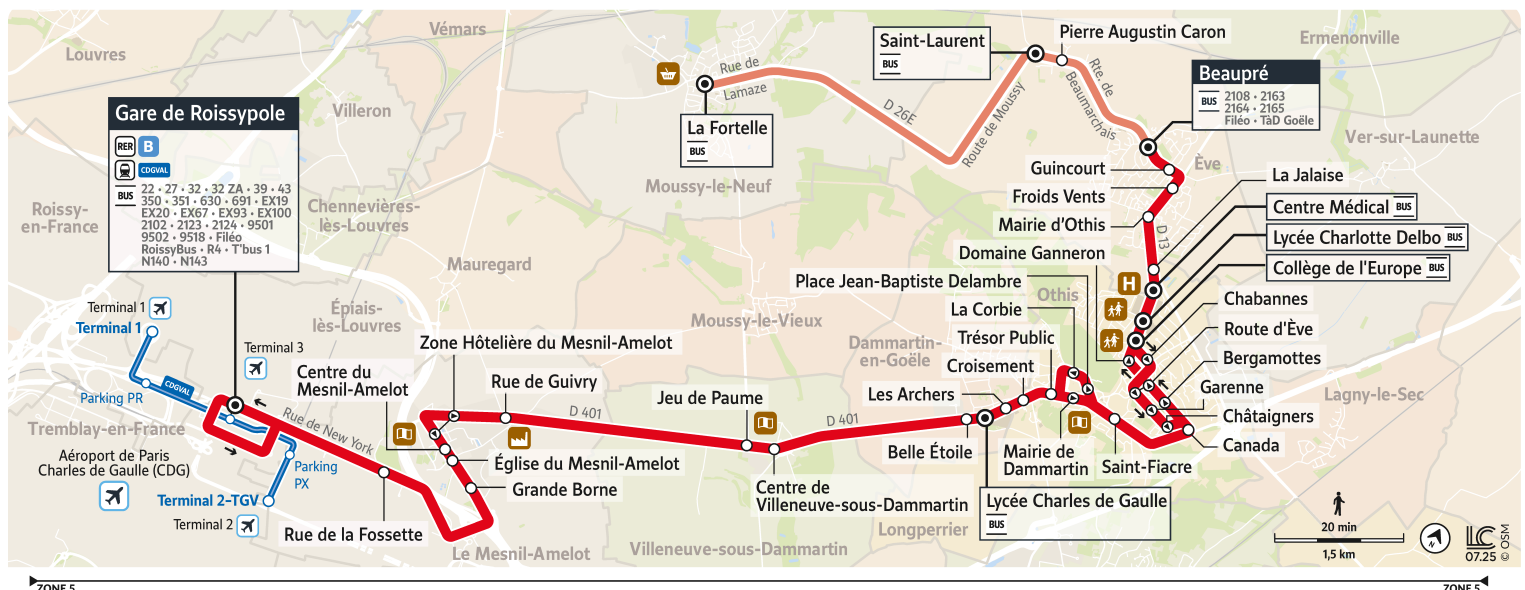 Louvres
Vémars
Ermenonville
Villeron
Ver-sur-Launette
Roissy-
en-France
Chennevières-
lès-Louvres
Moussy-le-Neuf
Ève
Mauregard
Épiais-
lès-Louvres
Moussy-le-Vieux
Othis
Dammartin-
en-Goële
Lagny-le-Sec
Tremblay-en-France
Longperrier
Le Mesnil-Amelot
Villeneuve-sous-Dammartin
Gare de Roissypole
RER B
CDGVAL
BUS
22 • 27 • 32 • 32 ZA • 39 • 43
350 • 351 • 630 • 691 • EX19
EX20 • EX67 • EX93 • EX100
2102 • 2123 • 2124 • 9501
9502 • 9518 • Filéo
RoissyBus • R4 • T'bus 1
N140 • N143
Terminal 1
Terminal 1
Terminal 3
CDGVAL
Parking PR
Aéroport de Paris
Charles de Gaulle (CDG)
Parking
PX
Terminal 2-TGV
Terminal 2
Rue de New York
Rue de la Fossette
Centre du
Mesnil-Amelot
Zone Hôtelière du Mesnil-Amelot
Église du Mesnil-Amelot
Grande Borne
Rue de Guivry
D 401
Jeu de Paume
Centre de
Villeneuve-sous-Dammartin
D 401
Belle Étoile
Lycée Charles de Gaulle
BUS
Les Archers
Croisement
Trésor Public
La Corbie
Place Jean-Baptiste Delambre
Domaine Ganneron
Mairie de
Dammartin
Saint-Fiacre
Canada
Châtaigners
Garenne
Bergamottes
Route d'Ève
Chabannes
Collège de l'Europe BUS
Lycée Charlotte Delbo BUS
Centre Médical BUS
H
La Jalaise
D 13
Mairie d'Othis
Froids Vents
Guincourt
Beaupré
BUS
2108 • 2163
2164 • 2165
Filéo • TàD Goële
Rte. de
Beaumarchais
Pierre Augustin Caron
Saint-Laurent
BUS
Route de Moussy
D 26E
Rue de
Lamaze
La Fortelle
BUS
20 min
1,5 km
LC
07.25
© OSM
ZONE 5
ZONE 5